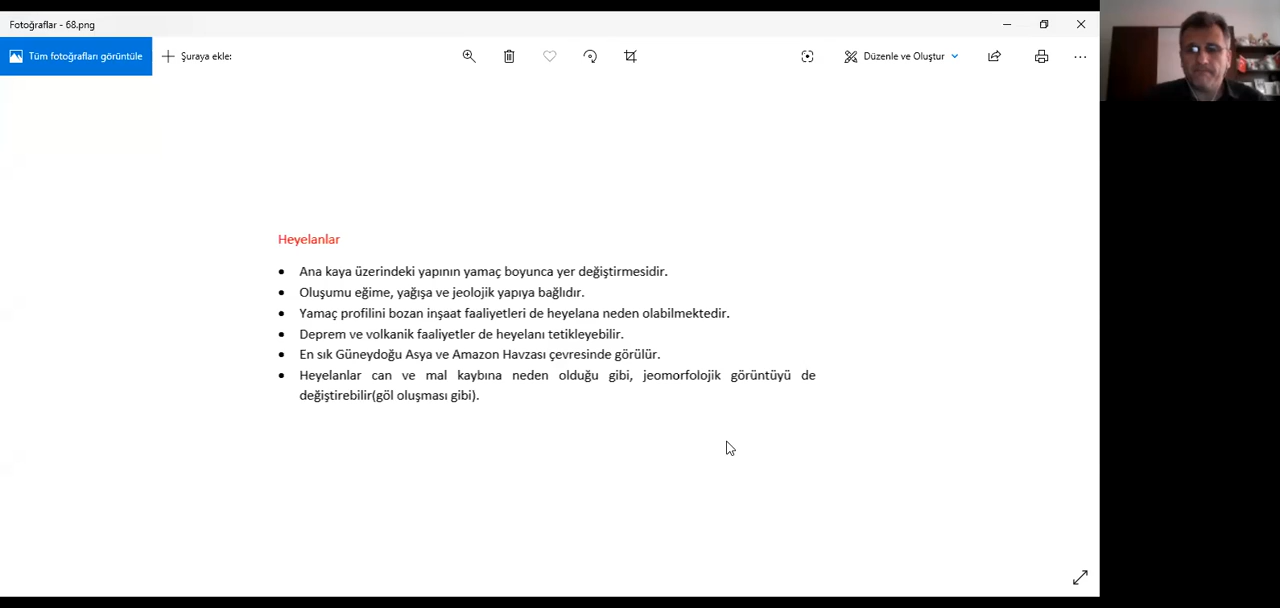 Fotoğraflar - 68.png
Tüm fotoğrafları görüntüle
Şuraya ekle:
Düzenle ve Oluştur
Heyelanlar
• Ana kaya üzerindeki yapının yamaç boyunca yer değiştirmesidir.
• Oluşumu eğime, yağışa ve jeolojik yapıya bağlıdır.
• Yamaç profilini bozan inşaat faaliyetleri de heyelana neden olabilmektedir.
• Deprem ve volkanik faaliyetler de heyelanı tetikleyebilir.
• En sık Güneydoğu Asya ve Amazon Havzası çevresinde görülür.
• Heyelanlar can ve mal kaybına neden olduğu gibi, jeomorfolojik görüntüyü de
değiştirebilir(göl oluşması gibi).